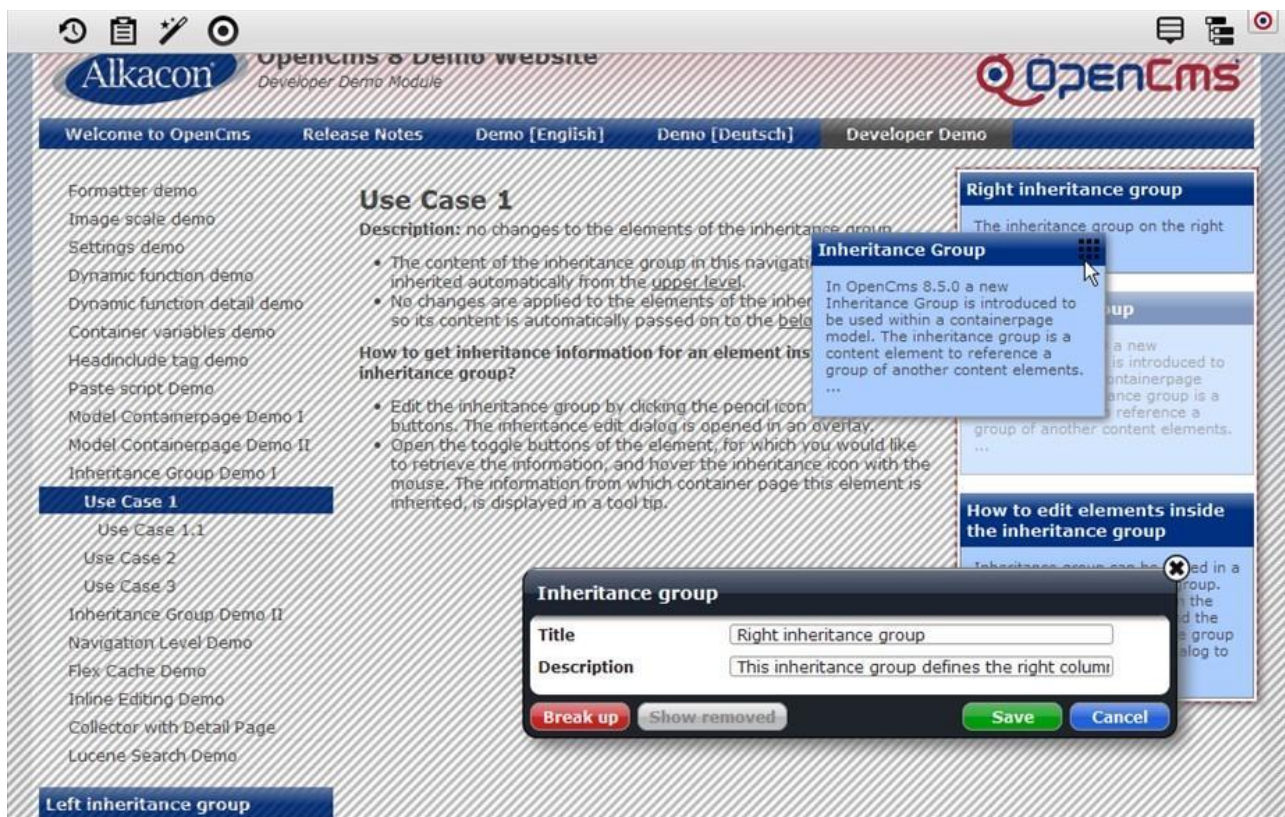 Alkacon
OpenCms 8 Demo Website
Developer Demo Module
OpenCms
Welcome to OpenCms Release Notes Demo [English] Demo [Deutsch] Developer Demo
Formatter demo
Image scale demo
Settings demo
Dynamic function demo
Dynamic function detail demo
Container variables demo
Headinclude tag demo
Paste script Demo
Model Containerpage Demo I
Model Containerpage Demo II
Inheritance Group Demo I
Use Case 1
Use Case 1.1
Use Case 2
Use Case 3
Inheritance Group Demo II
Navigation Level Demo
Flex Cache Demo
Inline Editing Demo
Collector with Detail Page
Lucene Search Demo
Left inheritance group
Use Case 1
Description: no changes to the elements of the inheritance group
• The content of the inheritance group in this navigati
inherited automatically from the upper level.
• No changes are applied to the elements of the inher
so its content is automatically passed on to the belo
How to get inheritance information for an element ins
inheritance group?
• Edit the inheritance group by clicking the pencil icon
buttons. The inheritance edit dialog is opened in an overlay.
• Open the toggle buttons of the element, for which you would like
to retrieve the information, and hover the inheritance icon with the
mouse. The information from which container page this element is
inherited, is displayed in a tool tip.
Right inheritance group
The inheritance group on the right
Inheritance Group
In OpenCms 8.5.0 a new
Inheritance Group is introduced to
be used within a containerpage
model. The inheritance group is a
content element to reference a
group of another content elements.
...
up
a new
is introduced to
ontainerpage
ance group is a
reference a
group of another content elements.
...
How to edit elements inside
the inheritance group
Inheritance group can be ed in a
group.
the
d the
e group
alog to
Inheritance group
Title Right inheritance group
Description This inheritance group defines the right colum
Break up Show removed Save Cancel